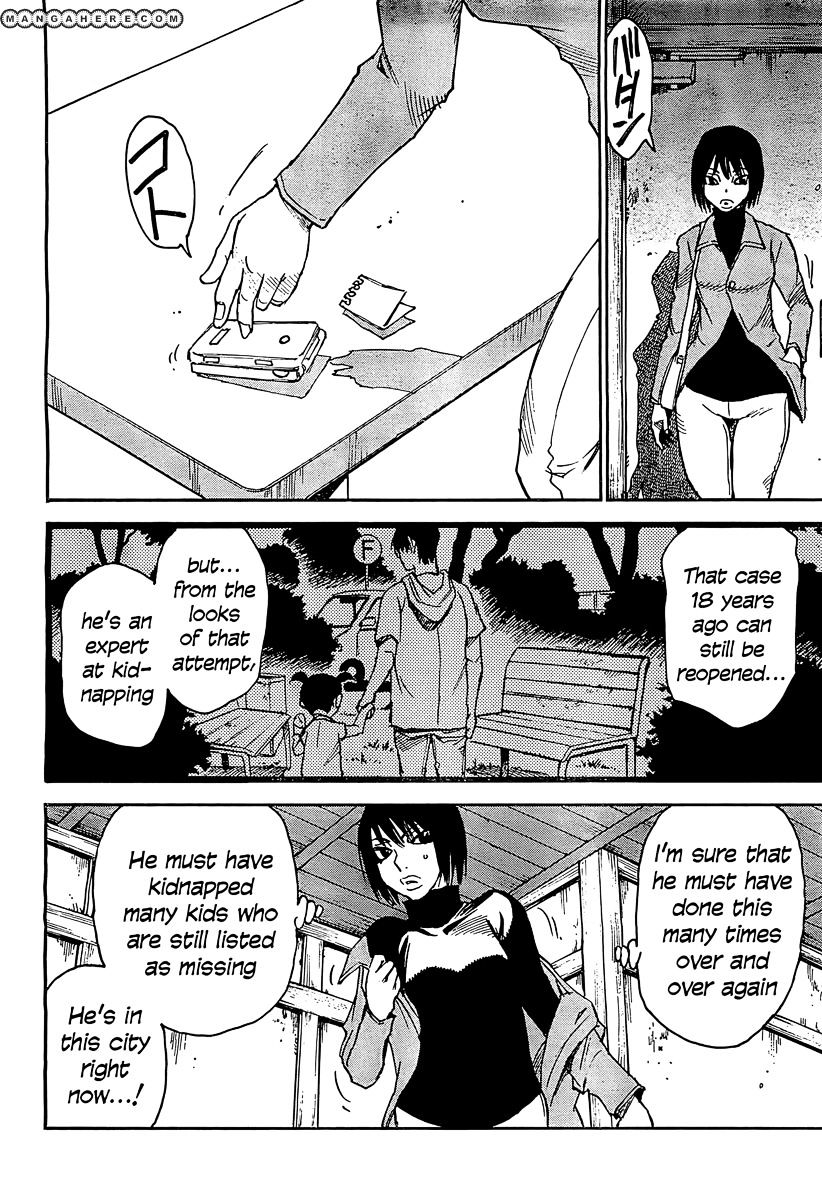 MANGAHERE.COM
バタン
コト
That case
18 years
ago can
still be
reopened...
but...
from the
looks
of that
attempt,
he's an
expert
at kid-
napping
F
I'm sure that
he must have
done this
many times
over and
over again
He must have
kidnapped
many kids who
are still listed
as missing
He's in
this city
right
now...!